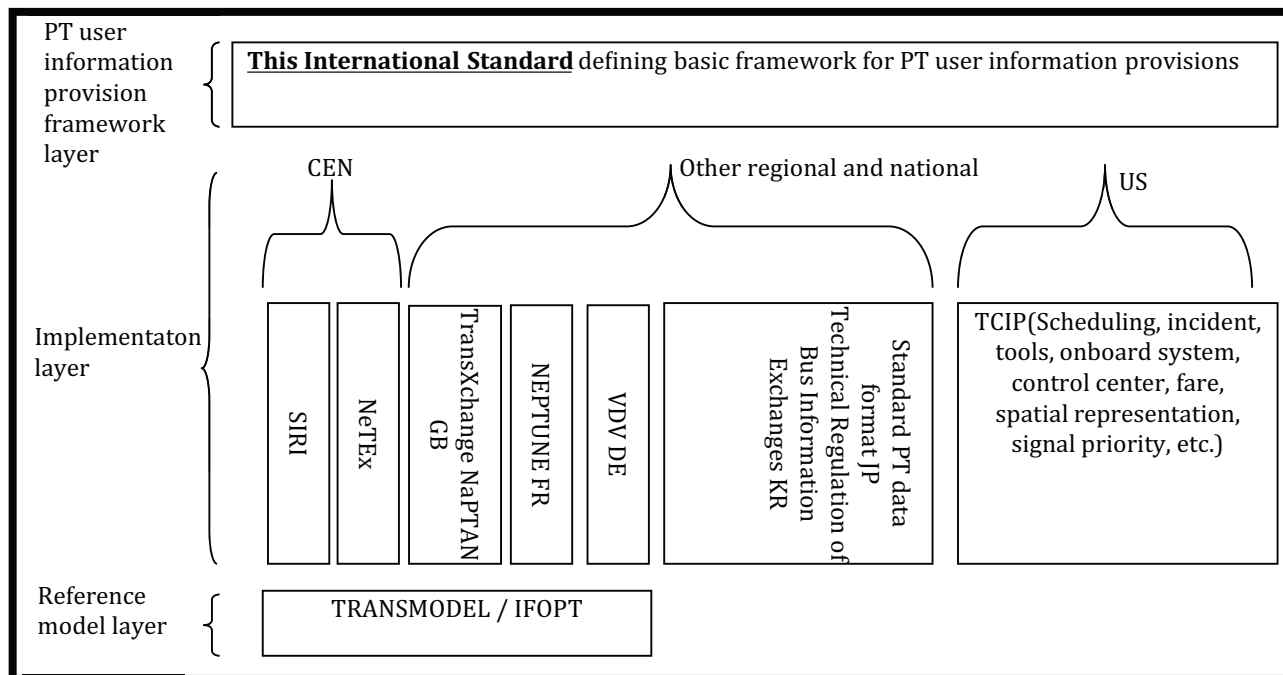 PT user
information
provision
framework
layer
This International Standard defining basic framework for PT user information provisions
CEN
Other regional and national
US
Implementaton
layer
SIRI
NeTEx
TransXchange NaPTAN
GB
NEPTUNE FR
VDV DE
Standard PT data
format JP
Technical Regulation of
Bus Information
Exchanges KR
TCIP(Scheduling, incident,
tools, onboard system,
control center, fare,
spatial representation,
signal priority, etc.)
Reference
model layer
TRANSMODEL / IFOPT